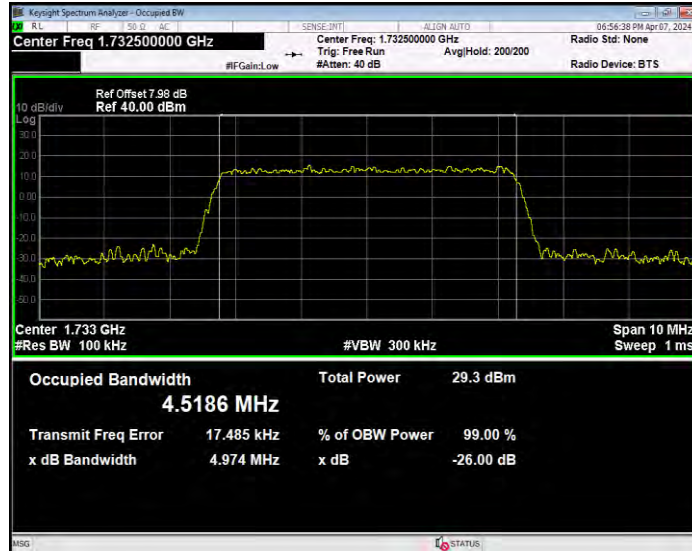 Keysight Spectrum Analyzer - Occupied BW
RL RF 50 Ω AC SENSE:INT ALIGN AUTO 06:56:38 PM Apr 07, 2024
Center Freq 1.732500000 GHz Center Freq: 1.732500000 GHz Radio Std: None
Trig: Free Run Avg|Hold: 200/200
#IFGain:Low #Atten: 40 dB Radio Device: BTS
Ref Offset 7.98 dB
10 dB/div Ref 40.00 dBm
Log
30.0
20.0
10.0
0.00
-10.0
-20.0
-30.0
-40.0
-50.0
Center 1.733 GHz Span 10 MHz
#Res BW 100 kHz #VBW 300 kHz Sweep 1 ms
Occupied Bandwidth Total Power 29.3 dBm
4.5186 MHz
Transmit Freq Error 17.485 kHz % of OBW Power 99.00 %
x dB Bandwidth 4.974 MHz x dB -26.00 dB
MSG STATUS